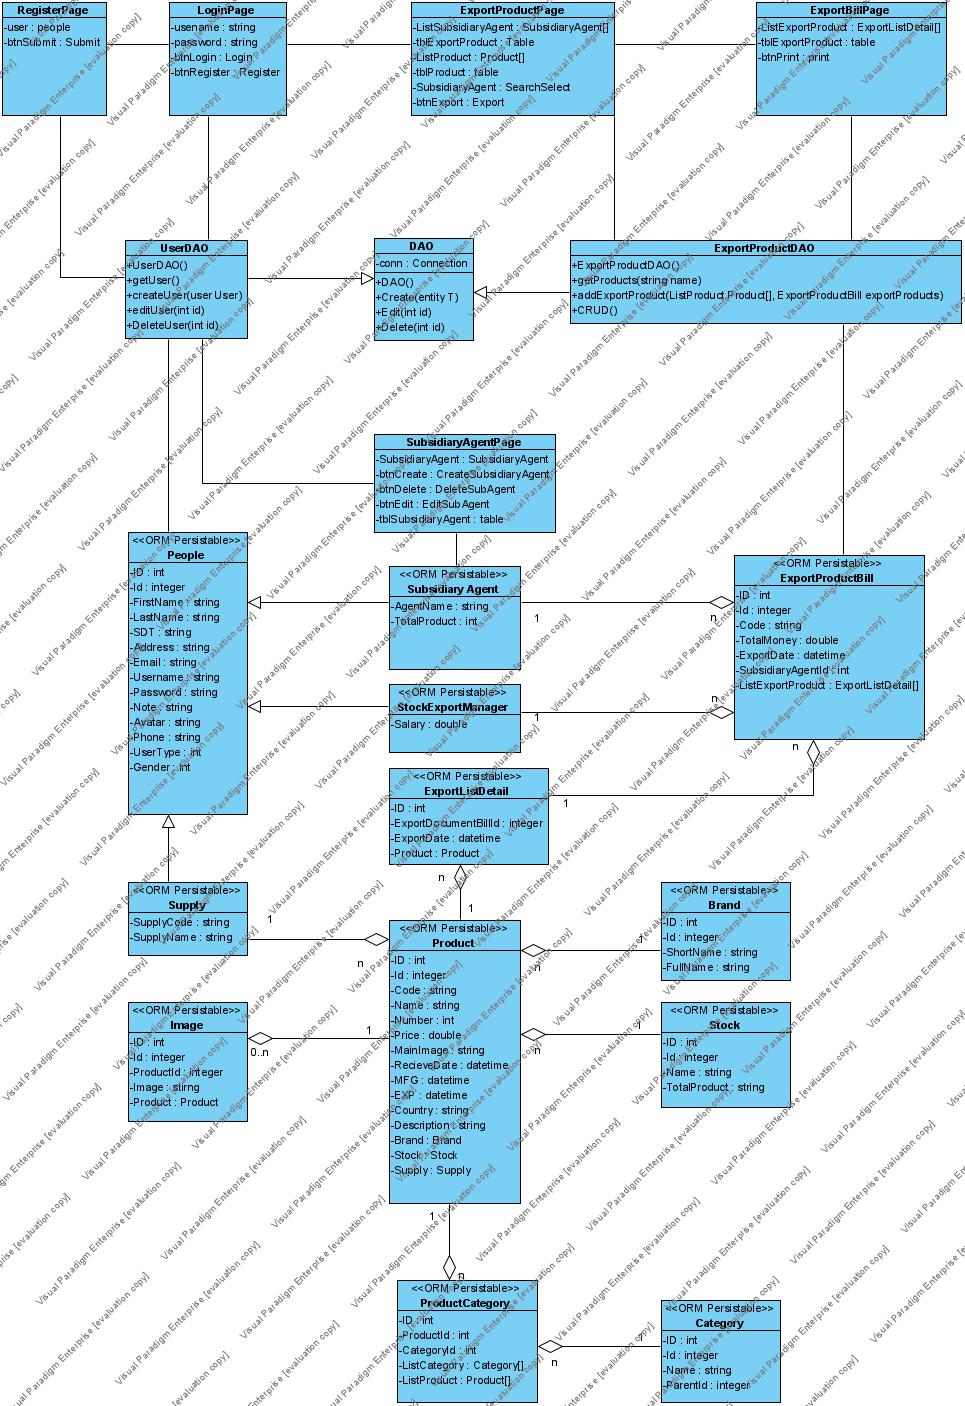 RegisterPage
-user : people
-btnSubmit : Submit
LoginPage
-usename : string
-password : string
-btnLogin : Login
-btnRegister : Register
ExportProductPage
-ListSubsidiaryAgent : SubsidiaryAgent[]
-tblExportProduct : Table
-ListProduct : Product[]
-tblProduct : table
-SubsidiaryAgent : SearchSelect
-btnExport : Export
ExportBillPage
-ListExportProduct : ExportListDetail[]
-tblExportProduct : table
-btnPrint : print
UserDAO
+UserDAO()
+getUser()
+createUser(user User)
+editUser(int id)
+DeleteUser(int id)
DAO
-conn : Connection
+DAO()
+Create(entity T)
+Edit(int id)
+Delete(int id)
ExportProductDAO
+ExportProductDAO()
+getProducts(string name)
+addExportProduct(ListProduct Product[], ExportProductBill exportProducts)
+CRUD()
SubsidiaryAgentPage
-SubsidiaryAgent : SubsidiaryAgent
-btnCreate : CreateSubsidiaryAgent
-btnDelete : DeleteSubAgent
-btnEdit : EditSubAgent
-tblSubsidiaryAgent : table
<<ORM Persistable>>
People
-ID : int
-Id : integer
-FirstName : string
-LastName : string
-SDT : string
-Address : string
-Email : string
-Username : string
-Password : string
-Note : string
-Avatar : string
-Phone : string
-UserType : int
-Gender : int
<<ORM Persistable>>
Subsidiary Agent
-AgentName : string
-TotalProduct : int
1
n
<<ORM Persistable>>
ExportProductBill
-ID : int
-Id : integer
-Code : string
-TotalMoney : double
-ExportDate : datetime
-SubsidiaryAgentId : int
-ListExportProduct : ExportListDetail[]
<<ORM Persistable>>
StockExportManager
-Salary : double
1
n
n
<<ORM Persistable>>
ExportListDetail
-ID : int
-ExportDocumentBillId : integer
-ExportDate : datetime
-Product : Product
1
n
1
<<ORM Persistable>>
Supply
-SupplyCode : string
-SupplyName : string
1
n
<<ORM Persistable>>
Product
-ID : int
-Id : integer
-Code : string
-Name : string
-Number : int
-Price : double
-MainImage : string
-RecieveDate : datetime
-MFG : datetime
-EXP : datetime
-Country : string
-Description : string
-Brand : Brand
-Stock : Stock
-Supply : Supply
<<ORM Persistable>>
Brand
-ID : int
-Id : integer
-ShortName : string
-FullName : string
1
n
<<ORM Persistable>>
Image
-ID : int
-Id : integer
-ProductId : integer
-Image : string
-Product : Product
1
0..n
<<ORM Persistable>>
Stock
-ID : int
-Id : integer
-Name : string
-TotalProduct : string
1
n
1
n
<<ORM Persistable>>
ProductCategory
-ID : int
-ProductId : int
-CategoryId : int
-ListCategory : Category[]
-ListProduct : Product[]
<<ORM Persistable>>
Category
-ID : int
-Id : integer
-Name : string
-ParentId : integer
1
n
Visual Paradigm Enterprise [evaluation copy]